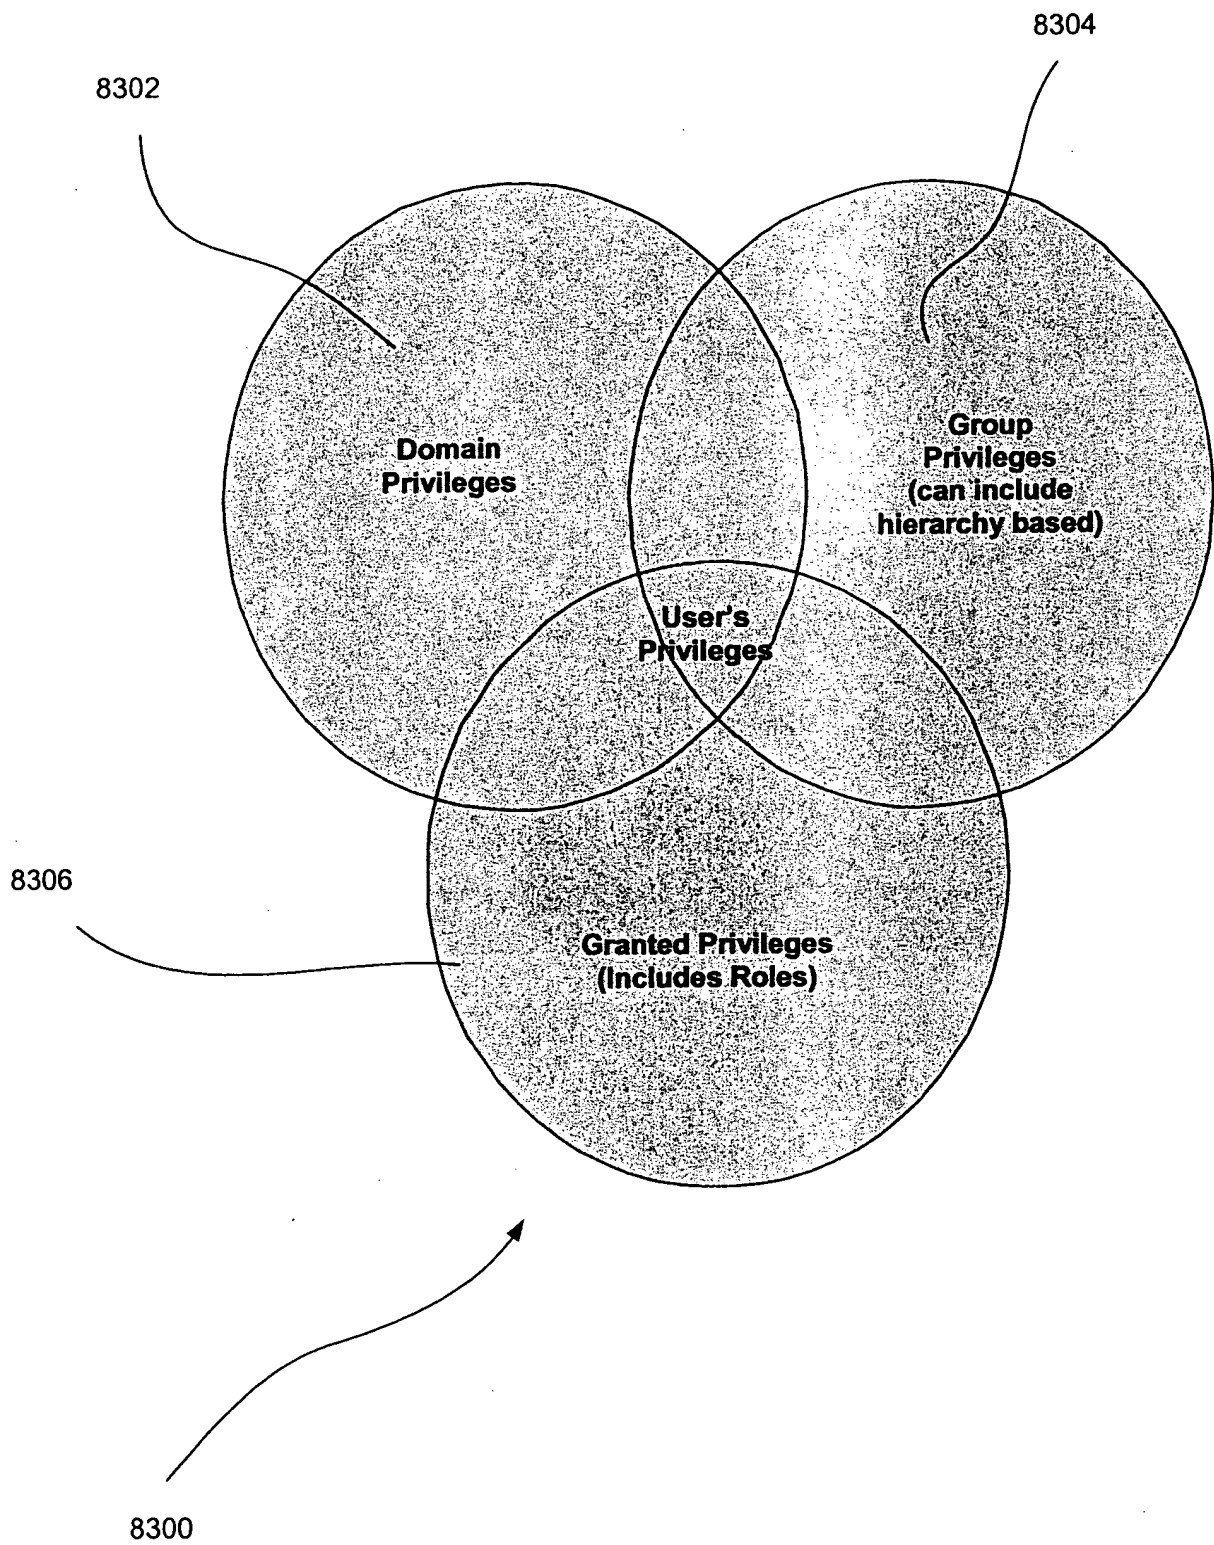 8304
8302
Domain
Privileges
Group
Privileges
(can include
hierarchy based)
User's
Privileges
8306
Granted Privileges
(Includes Roles)
8300